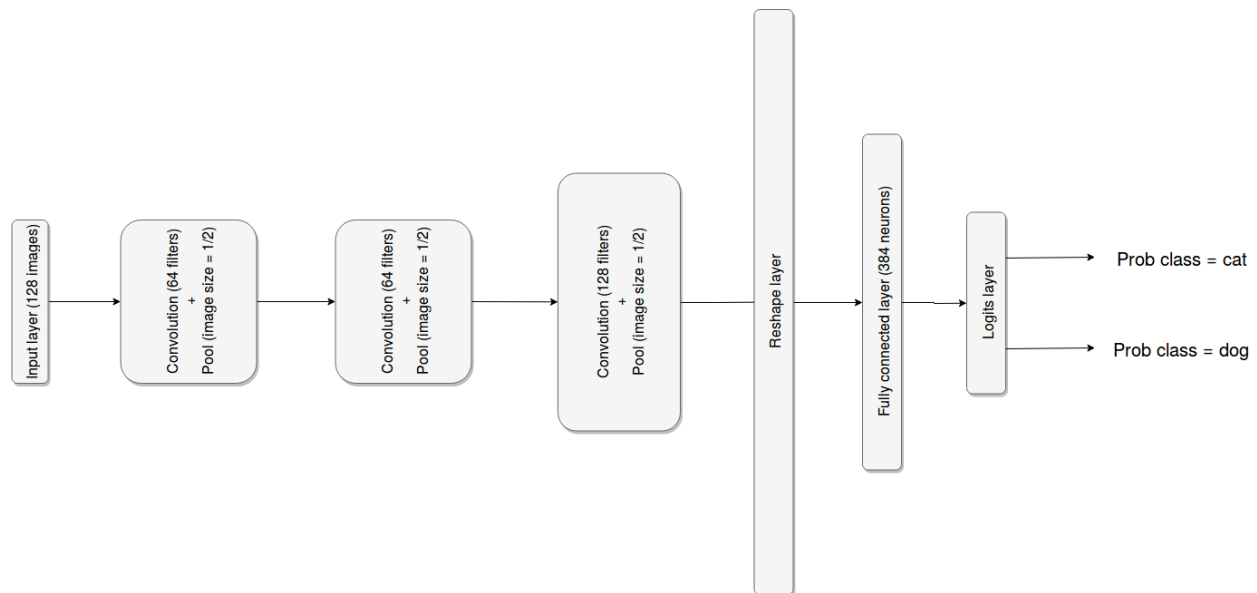 Input layer (128 images)
Convolution (64 filters)
+
Pool (image size = 1/2)
Convolution (64 filters)
+
Pool (image size = 1/2)
Convolution (128 filters)
+
Pool (image size = 1/2)
Reshape layer
Fully connected layer (384 neurons)
Logits layer
Prob class = cat
Prob class = dog